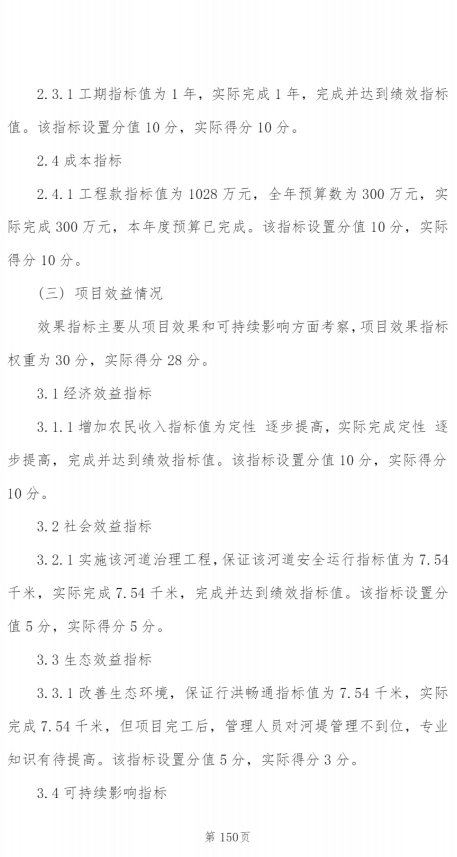 2.3.1 工期指标值为 1 年，实际完成 1 年，完成并达到绩效指标
值。该指标设置分值 10 分，实际得分 10 分。
2.4 成本指标
2.4.1 工程款指标值为 1028 万元，全年预算数为 300 万元，实
际完成 300 万元，本年度预算已完成。该指标设置分值 10 分，实际
得分 10 分。
（三）项目效益情况
效果指标主要从项目效果和可持续影响方面考察，项目效果指标
权重为 30 分，实际得分 28 分。
3.1 经济效益指标
3.1.1 增加农民收入指标值为定性 逐步提高，实际完成定性 逐
步提高，完成并达到绩效指标值。该指标设置分值 10 分，实际得分
10 分。
3.2 社会效益指标
3.2.1 实施该河道治理工程，保证该河道安全运行指标值为 7.54
千米，实际完成 7.54 千米，完成并达到绩效指标值。该指标设置分
值 5 分，实际得分 5 分。
3.3 生态效益指标
3.3.1 改善生态环境，保证行洪畅通指标值为 7.54 千米，实际
完成 7.54 千米，但项目完工后，管理人员对河堤管理不到位，专业
知识有待提高。该指标设置分值 5 分，实际得分 3 分。
3.4 可持续影响指标
第 150页